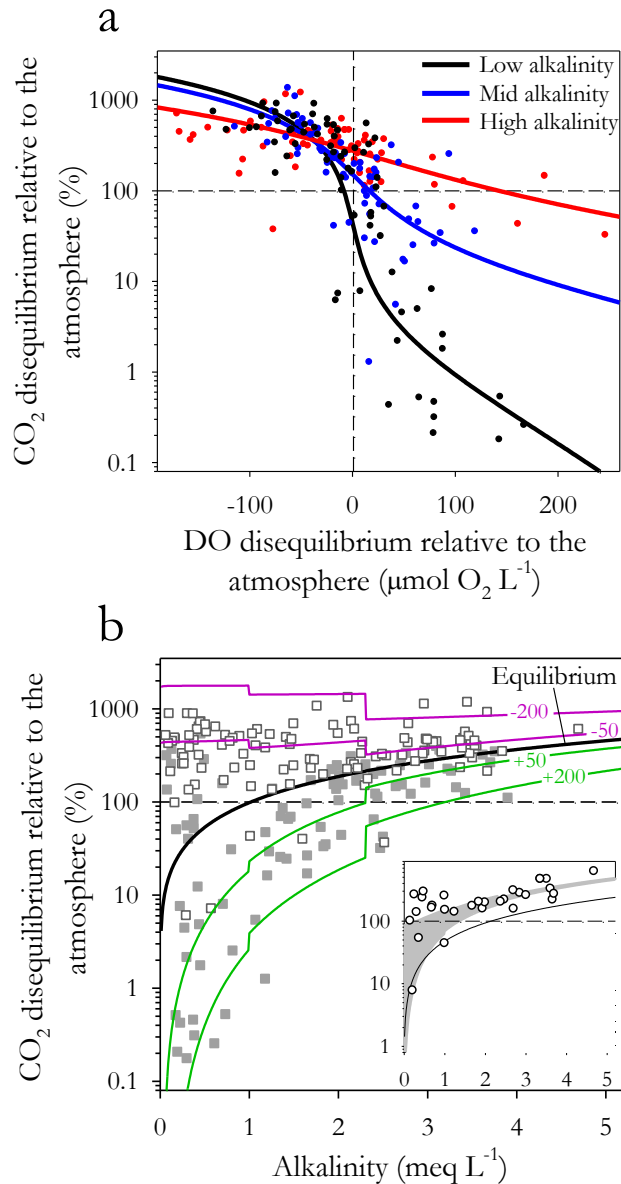 a
CO2 disequilibrium relative to the
atmosphere (%)
1000
100
10
1
0.1
Low alkalinity
Mid alkalinity
High alkalinity
-100
0
100
200
DO disequilibrium relative to the
atmosphere (μmol O2 L-1)
b
CO2 disequilibrium relative to the
atmosphere (%)
1000
100
10
1
0.1
Equilibrium
-200
-50
+50
+200
100
10
1
0
1
2
3
4
5
0
1
2
3
4
5
Alkalinity (meq L-1)